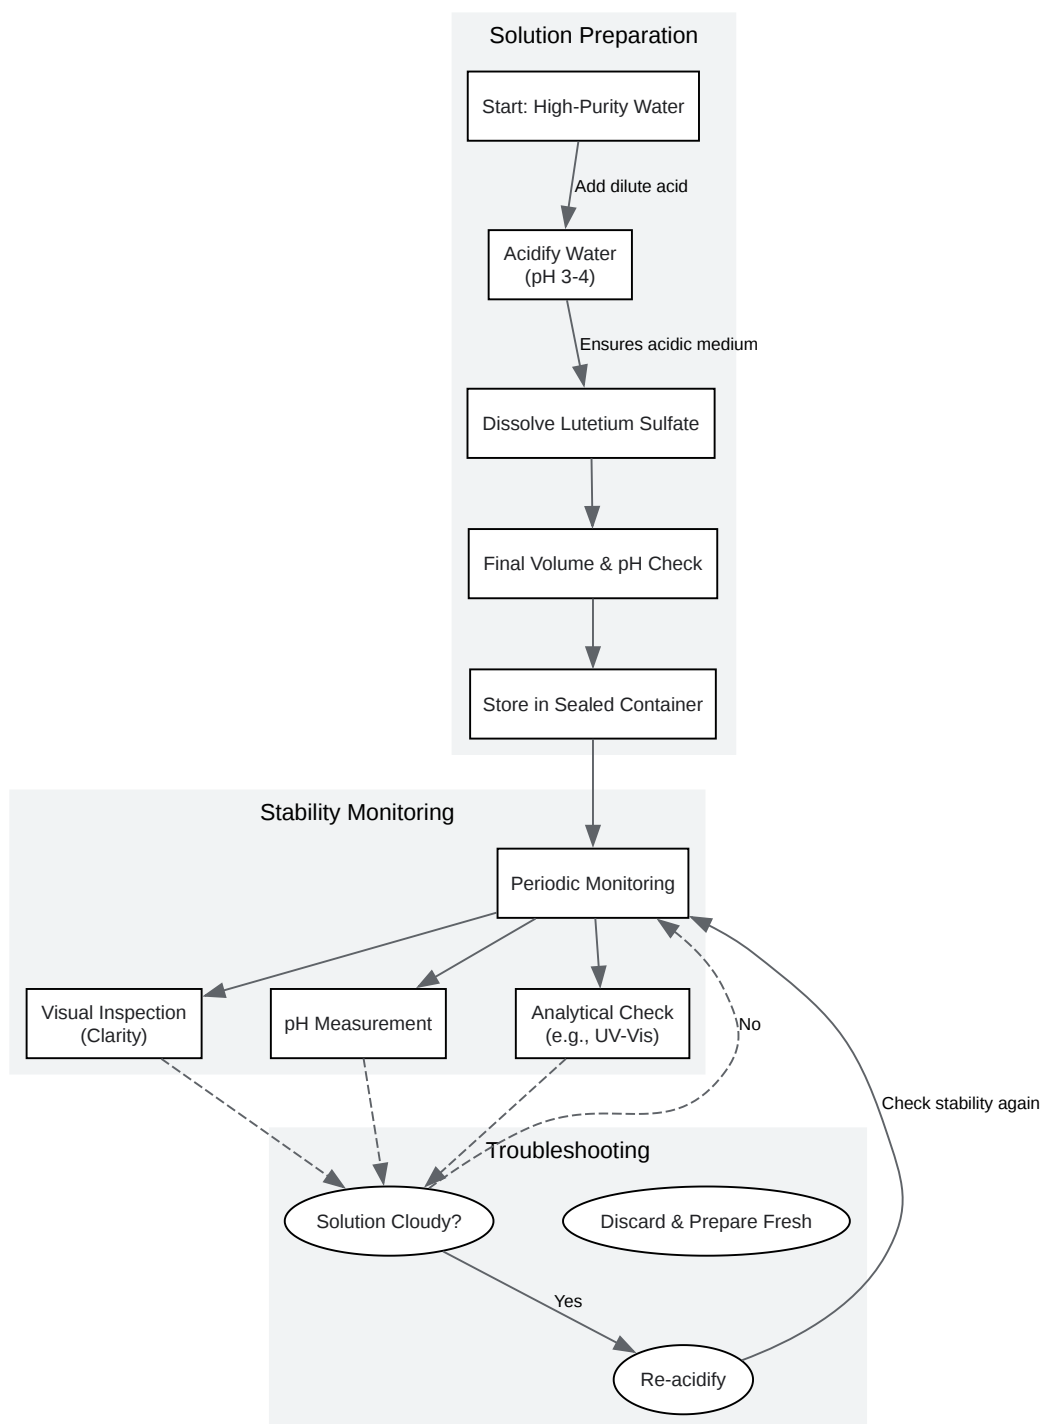 Solution Preparation
Start: High-Purity Water
Add dilute acid
Acidify Water
(pH 3-4)
Ensures acidic medium
Dissolve Lutetium Sulfate
Final Volume & pH Check
Store in Sealed Container
Stability Monitoring
Periodic Monitoring
Visual Inspection
(Clarity)
pH Measurement
Analytical Check
(e.g., UV-Vis)
No
Check stability again
Troubleshooting
Solution Cloudy?
Discard & Prepare Fresh
Yes
Re-acidify